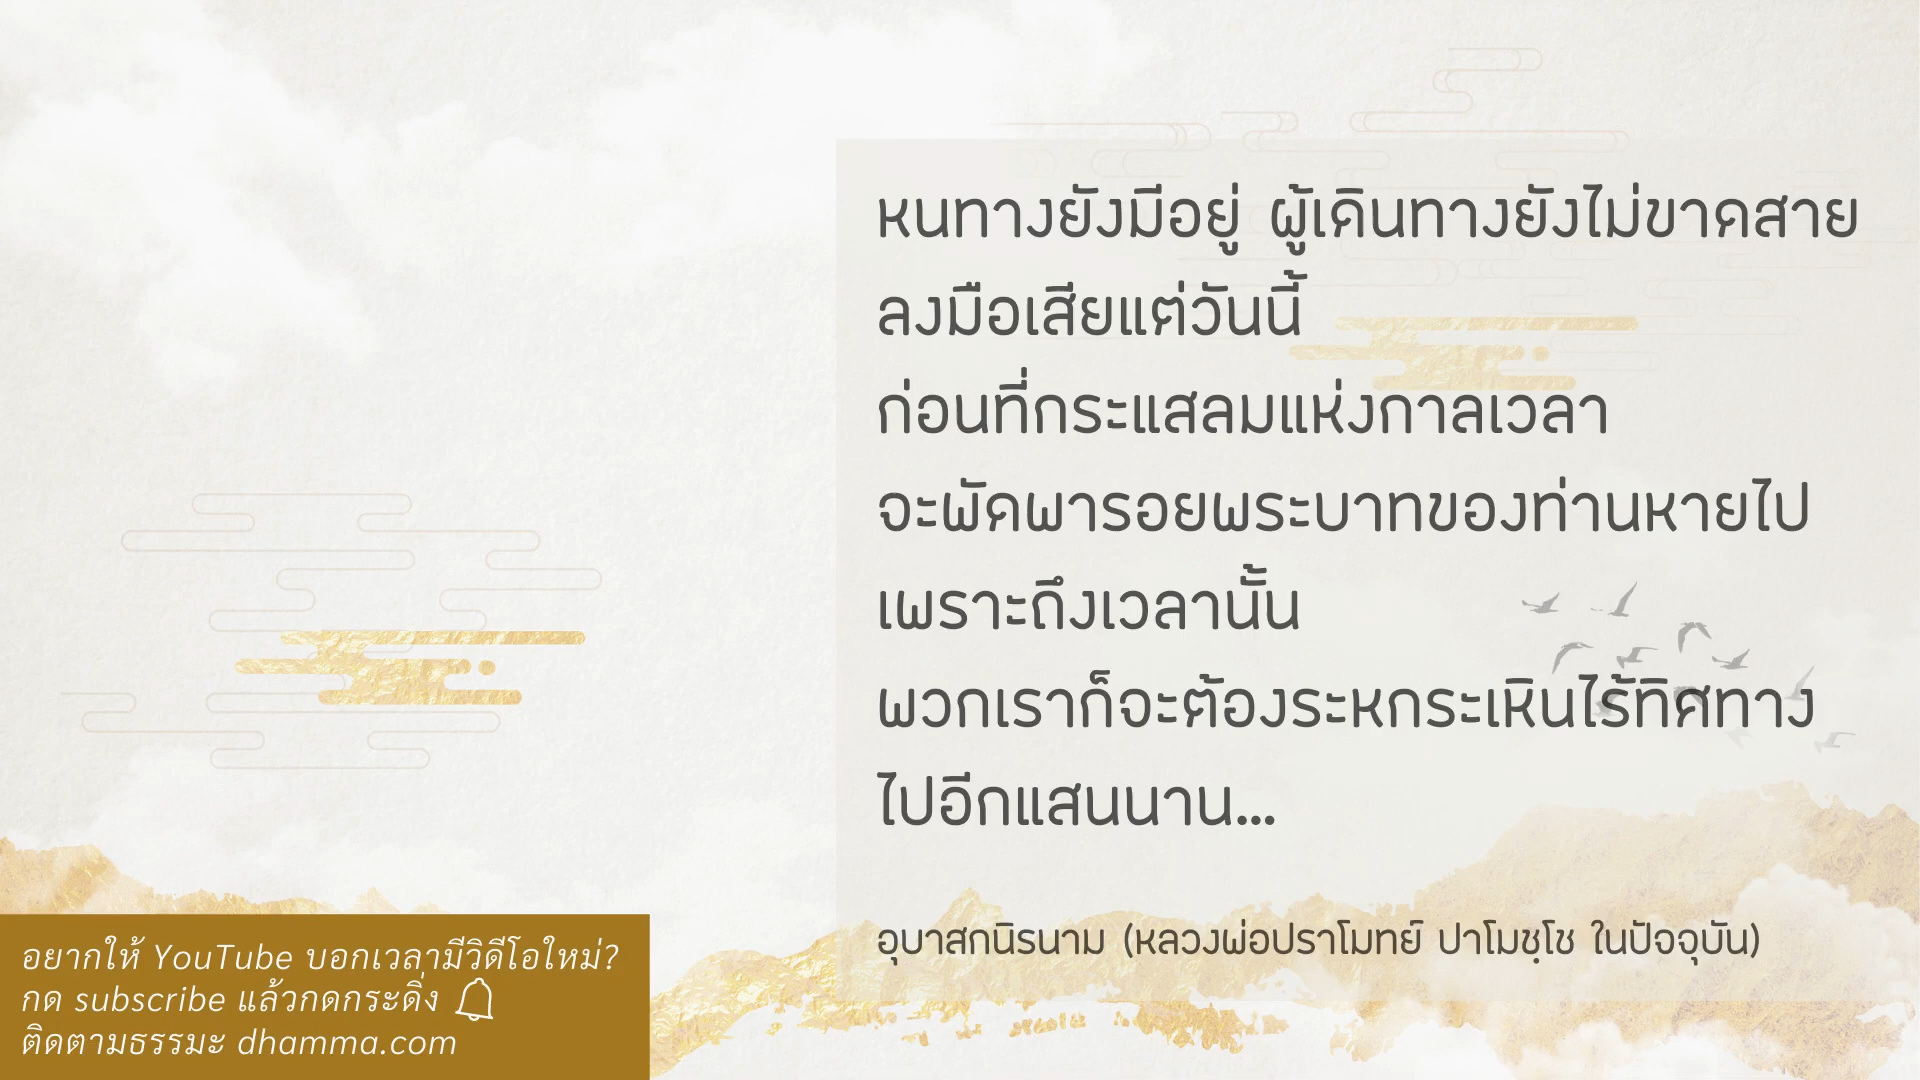 หนทางยังมีอยู่ ผู้เดินทางยังไม่ขาดสาย
ลงมือเสียแต่วันนี้
ก่อนที่กระแสลมแห่งกาลเวลา
จะพัดพารอยพระบาทของท่านหายไป
เพราะถึงเวลานั้น
พวกเราก็จะต้องระหกระเหินไร้ทิศทาง
ไปอีกแสนนาน...
อุบาสกนิรนาม (หลวงพ่อปราโมทย์ ปาโมชฺโช ในปัจจุบัน)
อยากให้ YouTube บอกเวลามีวิดีโอใหม่?
กด subscribe แล้วกดกระดิ่ง
ติดตามธรรมะ dhamma.com